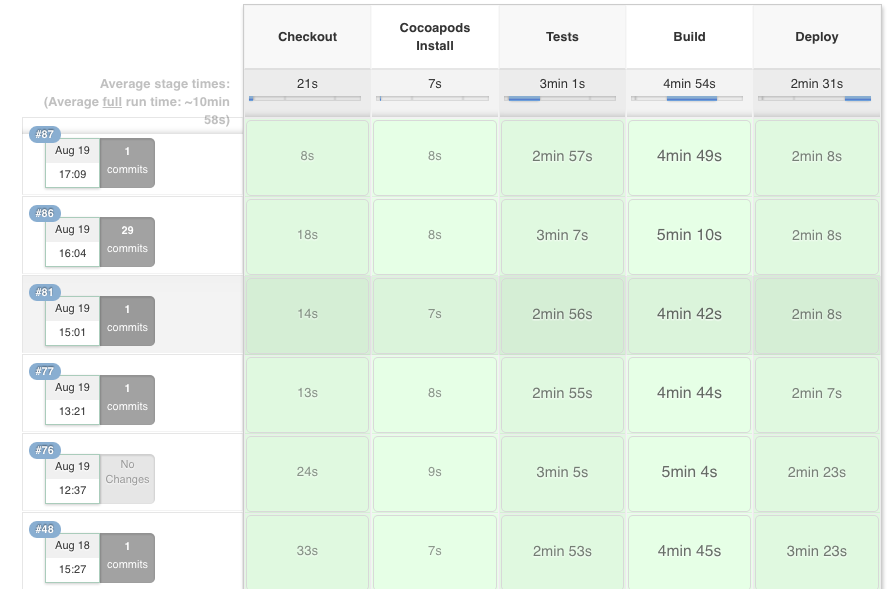 Checkout
Cocoapods
Install
Tests
Build
Deploy
Average stage times:
(Average full run time: ~10min
58s)
21s
7s
3min 1s
4min 54s
2min 31s
#87
Aug 19
17:09
1
commits
8s
8s
2min 57s
4min 49s
2min 8s
#86
Aug 19
16:04
29
commits
18s
8s
3min 7s
5min 10s
2min 8s
#81
Aug 19
15:01
1
commits
14s
7s
2min 56s
4min 42s
2min 8s
#77
Aug 19
13:21
1
commits
13s
8s
2min 55s
4min 44s
2min 7s
#76
Aug 19
12:37
No
Changes
24s
9s
3min 5s
5min 4s
2min 23s
#48
Aug 18
15:27
1
commits
33s
7s
2min 53s
4min 45s
3min 23s